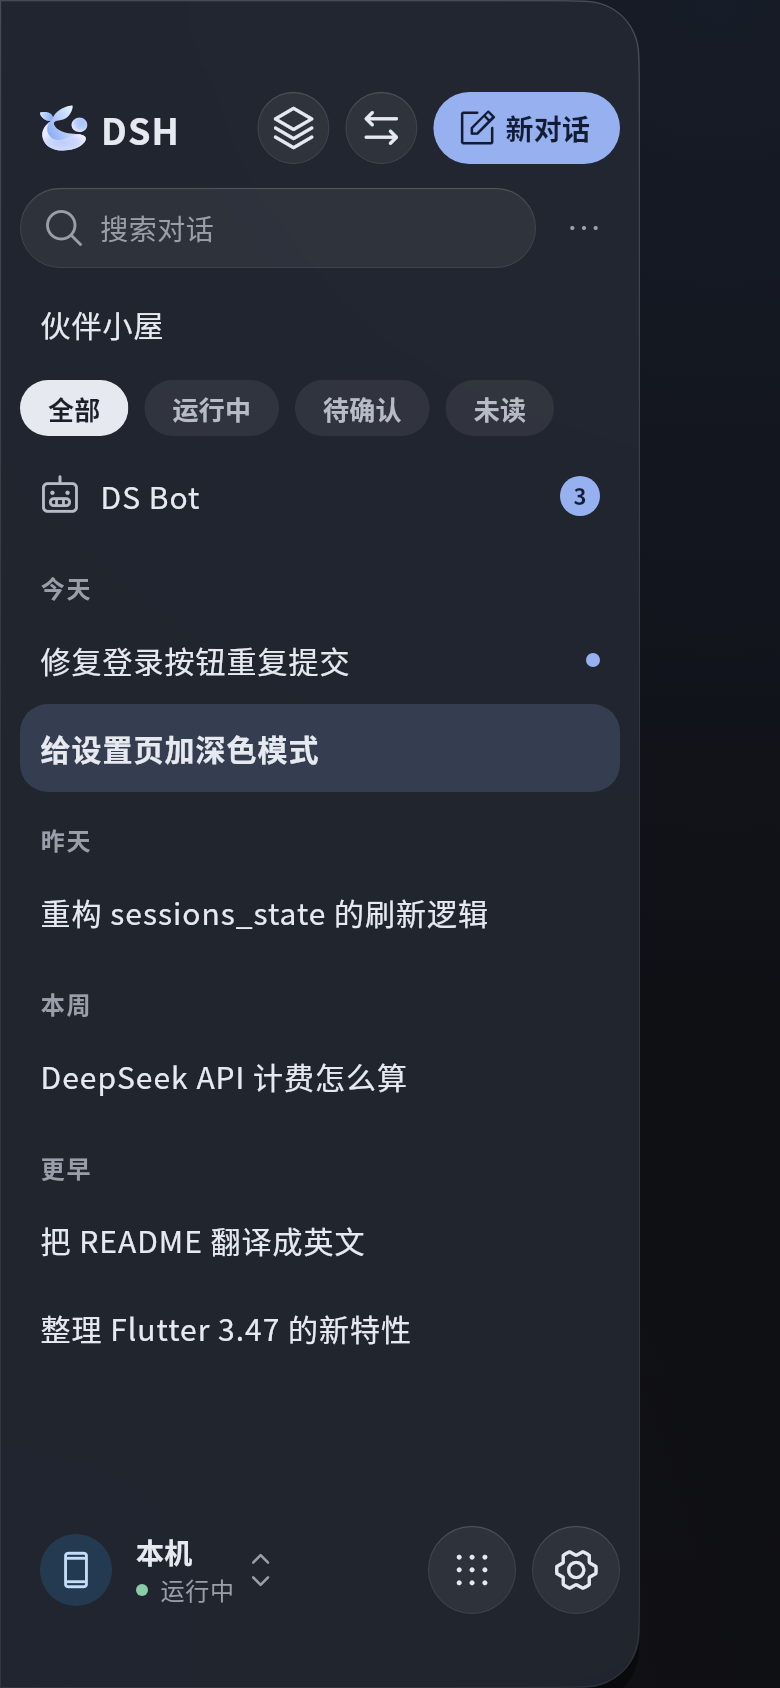 DSH
新对话
搜索对话
伙伴小屋
全部 运行中 待确认 未读
DS Bot 3
今天
修复登录按钮重复提交
给设置页加深色模式
昨天
重构 sessions_state 的刷新逻辑
本周
DeepSeek API 计费怎么算
更早
把 README 翻译成英文
整理 Flutter 3.47 的新特性
本机
运行中